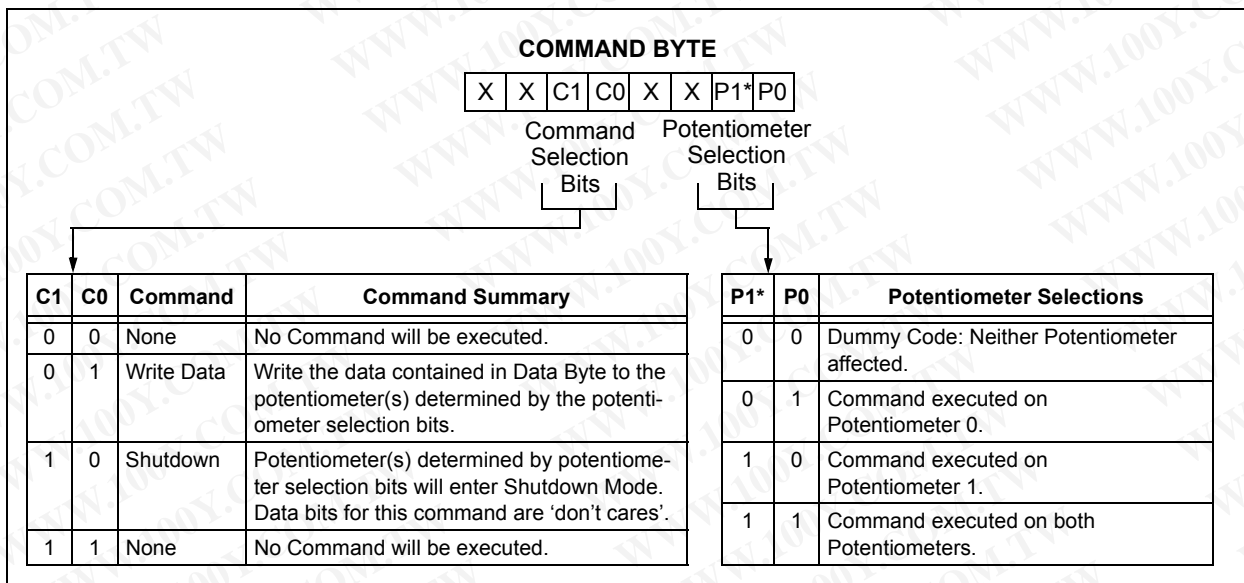 COMMAND BYTE
X X C1 C0 X X P1* P0
Command Selection Bits
Potentiometer Selection Bits
C1 C0 Command Command Summary
0 0 None No Command will be executed.
0 1 Write Data Write the data contained in Data Byte to the
potentiometer(s) determined by the potenti-
ometer selection bits.
1 0 Shutdown Potentiometer(s) determined by potentiome-
ter selection bits will enter Shutdown Mode.
Data bits for this command are ‘don’t cares’.
1 1 None No Command will be executed.
P1* P0 Potentiometer Selections
0 0 Dummy Code: Neither Potentiometer
affected.
0 1 Command executed on
Potentiometer 0.
1 0 Command executed on
Potentiometer 1.
1 1 Command executed on both
Potentiometers.
WWW.100Y.COM.TW